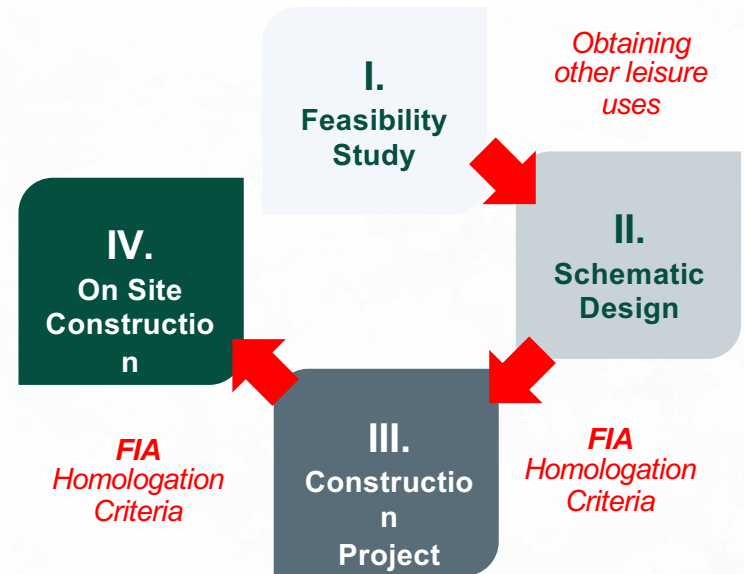 I.
Feasibility
Study
Obtaining
other leisure
uses
II.
Schematic
Design
FIA
Homologation
Criteria
III.
Constructio
n
Project
FIA
Homologation
Criteria
IV.
On Site
Constructio
n